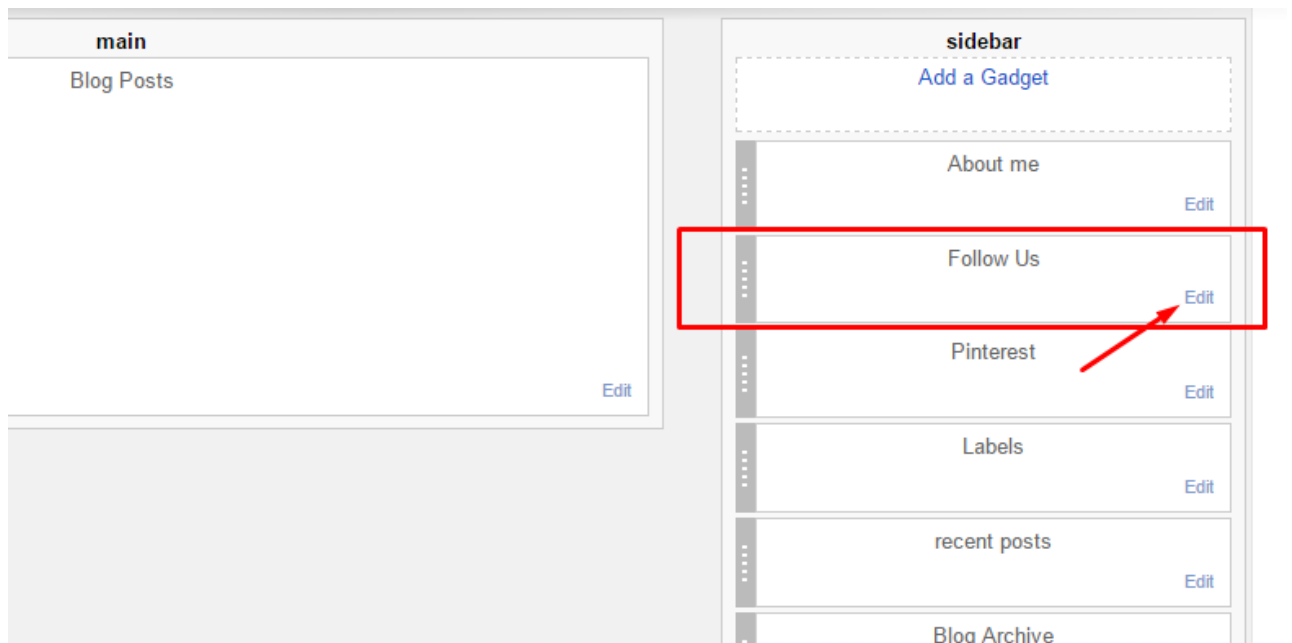 main
Blog Posts
Edit
sidebar
Add a Gadget
About me
Edit
Follow Us
Edit
Pinterest
Edit
Labels
Edit
recent posts
Edit
Blog Archive